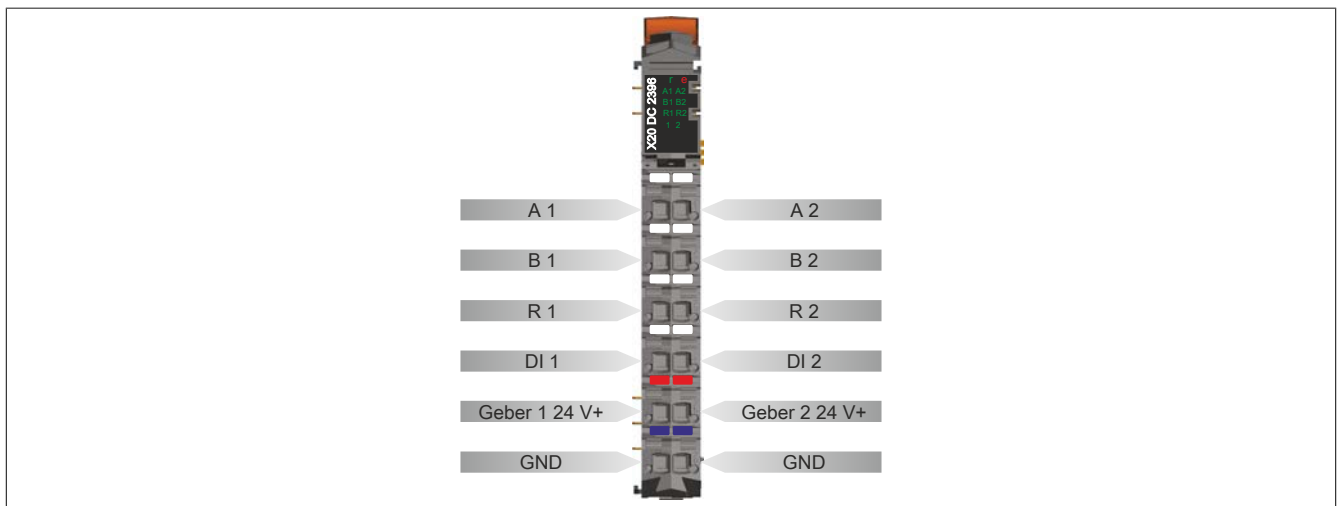 X20 DC 2396
r e
A1 A2
B1 B2
R1 R2
1 2
A 1
A 2
B 1
B 2
R 1
R 2
DI 1
DI 2
Geber 1 24 V+
Geber 2 24 V+
GND
GND